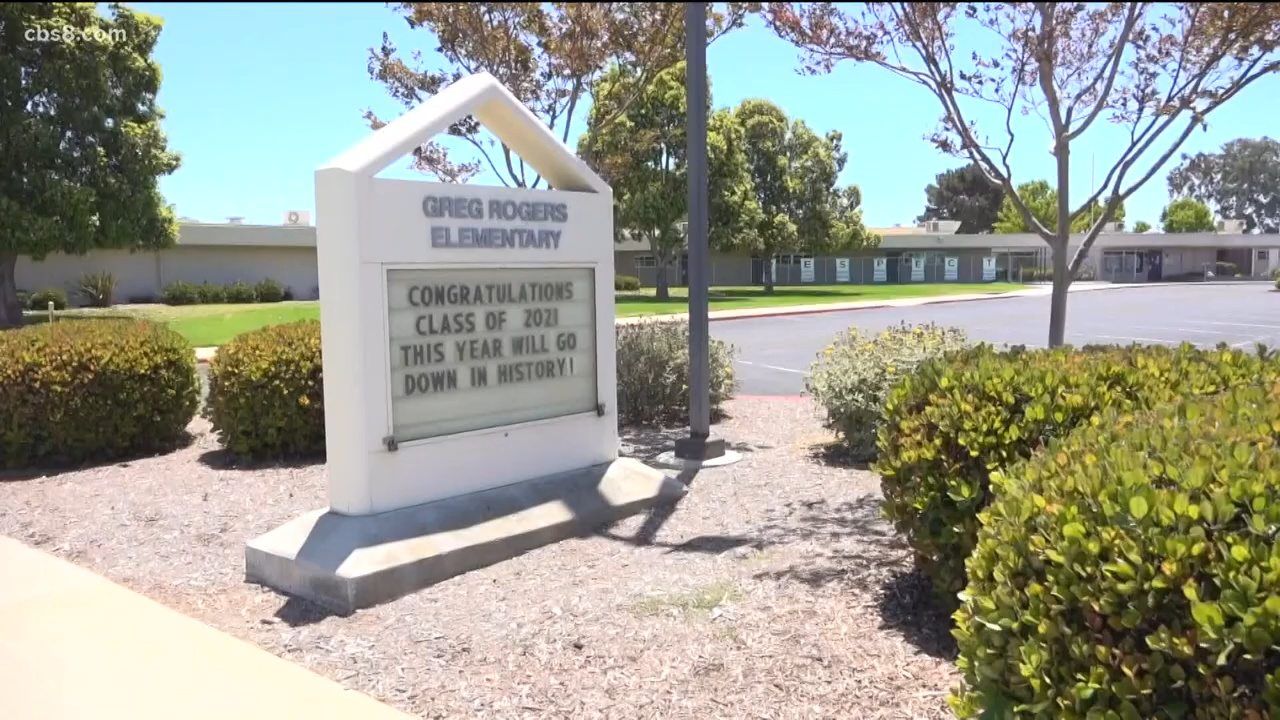 cbs8.com
GREG ROGERS
ELEMENTARY
CONGRATULATIONS
CLASS OF 2021
THIS YEAR WILL GO
DOWN IN HISTORY!
E S P E C T